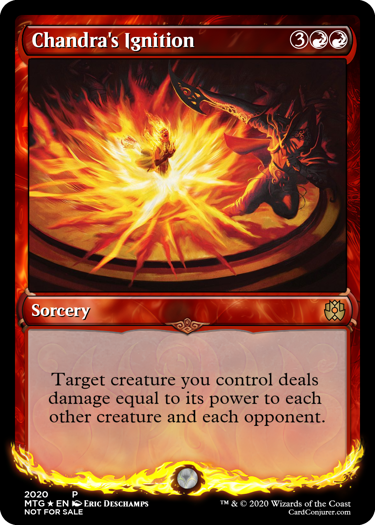 Chandra's Ignition 3
Sorcery
Target creature you control deals
damage equal to its power to each
other creature and each opponent.
2020 P
MTG ★ EN Eric Deschamps
NOT FOR SALE
™ & © 2020 Wizards of the Coast
CardConjurer.com